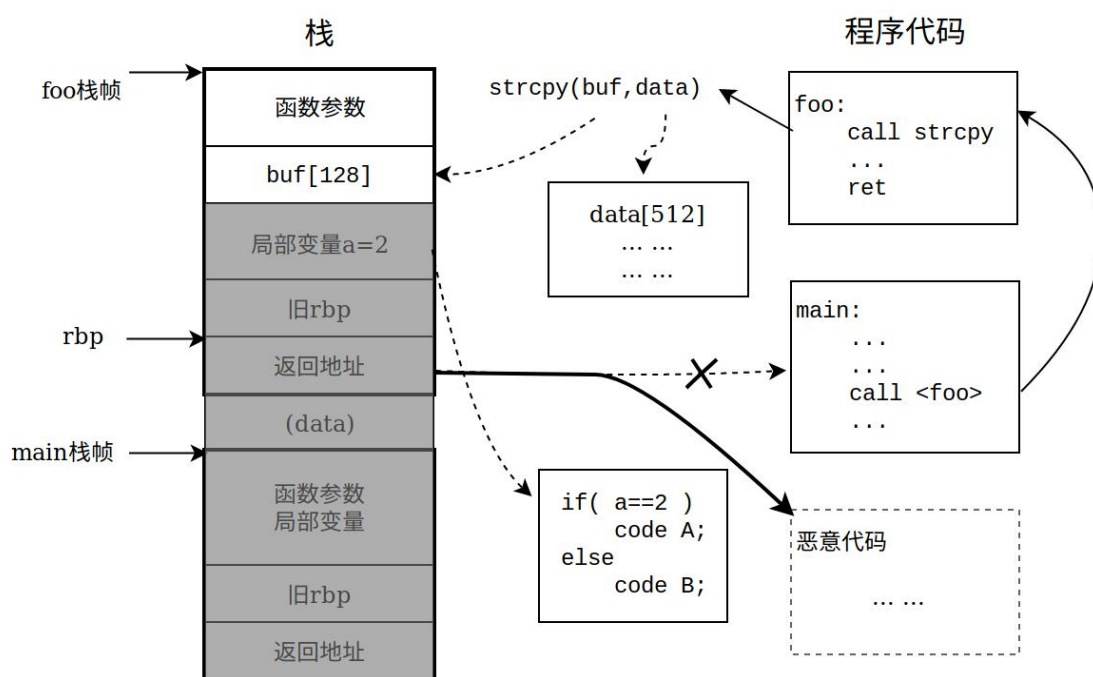 栈
程序代码
foo栈帧
函数参数
buf[128]
局部变量a=2
旧rbp
rbp
返回地址
(data)
main栈帧
函数参数
局部变量
旧rbp
返回地址
strcpy(buf,data)
data[512]
... ...
... ...
if( a==2 )
code A;
else
code B;
foo:
call strcpy
...
ret
main:
...
...
call <foo>
...
恶意代码
... ...